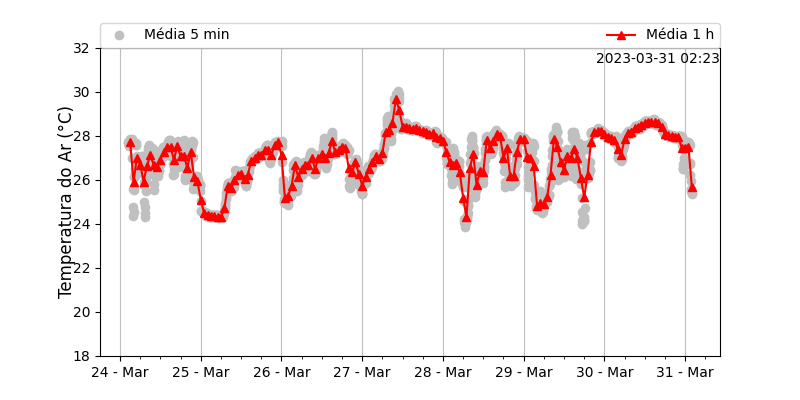 Média 5 min
Média 1 h
2023-03-31 02:23
Temperatura do Ar (°C)
32
30
28
26
24
22
20
18
24 - Mar
25 - Mar
26 - Mar
27 - Mar
28 - Mar
29 - Mar
30 - Mar
31 - Mar